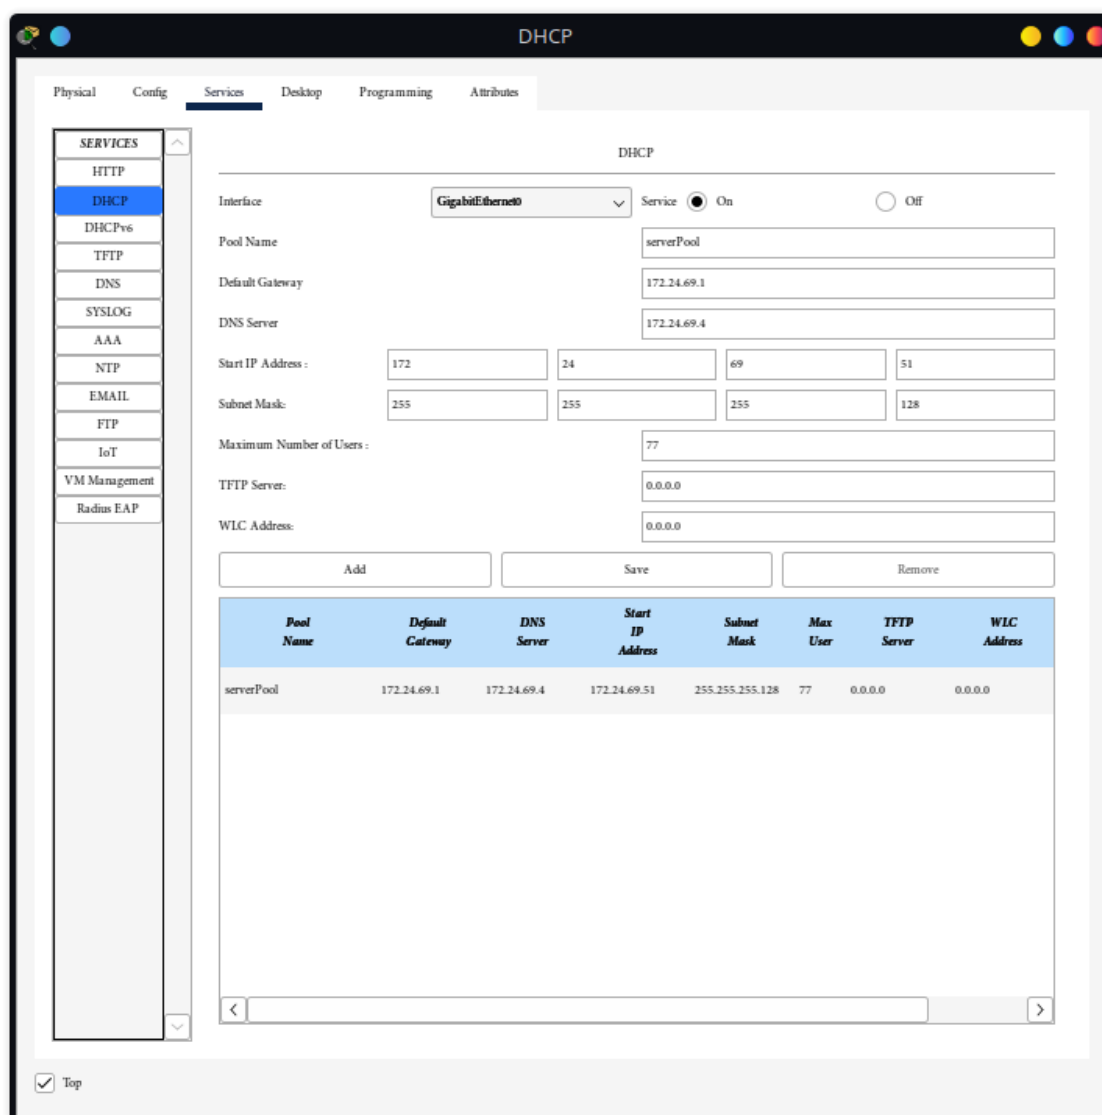 DHCP
Physical Config Services Desktop Programming Attributes
SERVICES
HTTP
DHCP
DHCPv6
TFTP
DNS
SYSLOG
AAA
NTP
EMAIL
FTP
IoT
VM Management
Radius EAP
DHCP
Interface GigabitEthernet0 Service On Off
Pool Name serverPool
Default Gateway 172.24.69.1
DNS Server 172.24.69.4
Start IP Address : 172 24 69 51
Subnet Mask: 255 255 255 128
Maximum Number of Users : 77
TFTP Server: 0.0.0.0
WLC Address: 0.0.0.0
Add Save Remove
Pool Name Default Gateway DNS Server Start IP Address Subnet Mask Max User TFTP Server WLC Address
serverPool 172.24.69.1 172.24.69.4 172.24.69.51 255.255.255.128 77 0.0.0.0 0.0.0.0
Top